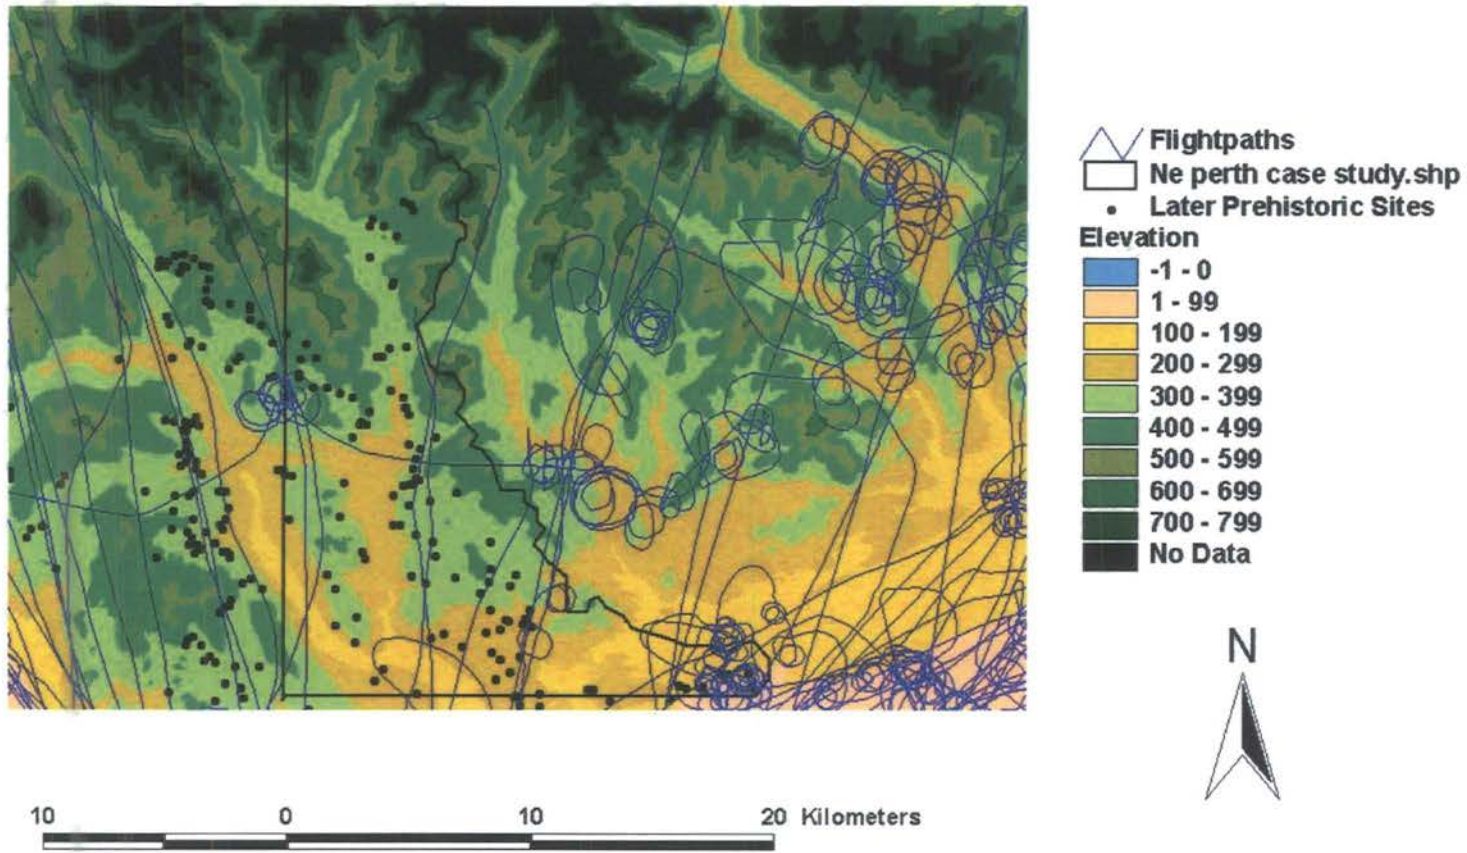 Flightpaths
Ne perth case study.shp
Later Prehistoric Sites
Elevation
-1 - 0
1 - 99
100 - 199
200 - 299
300 - 399
400 - 499
500 - 599
600 - 699
700 - 799
No Data
N
10 0 10 20 Kilometers